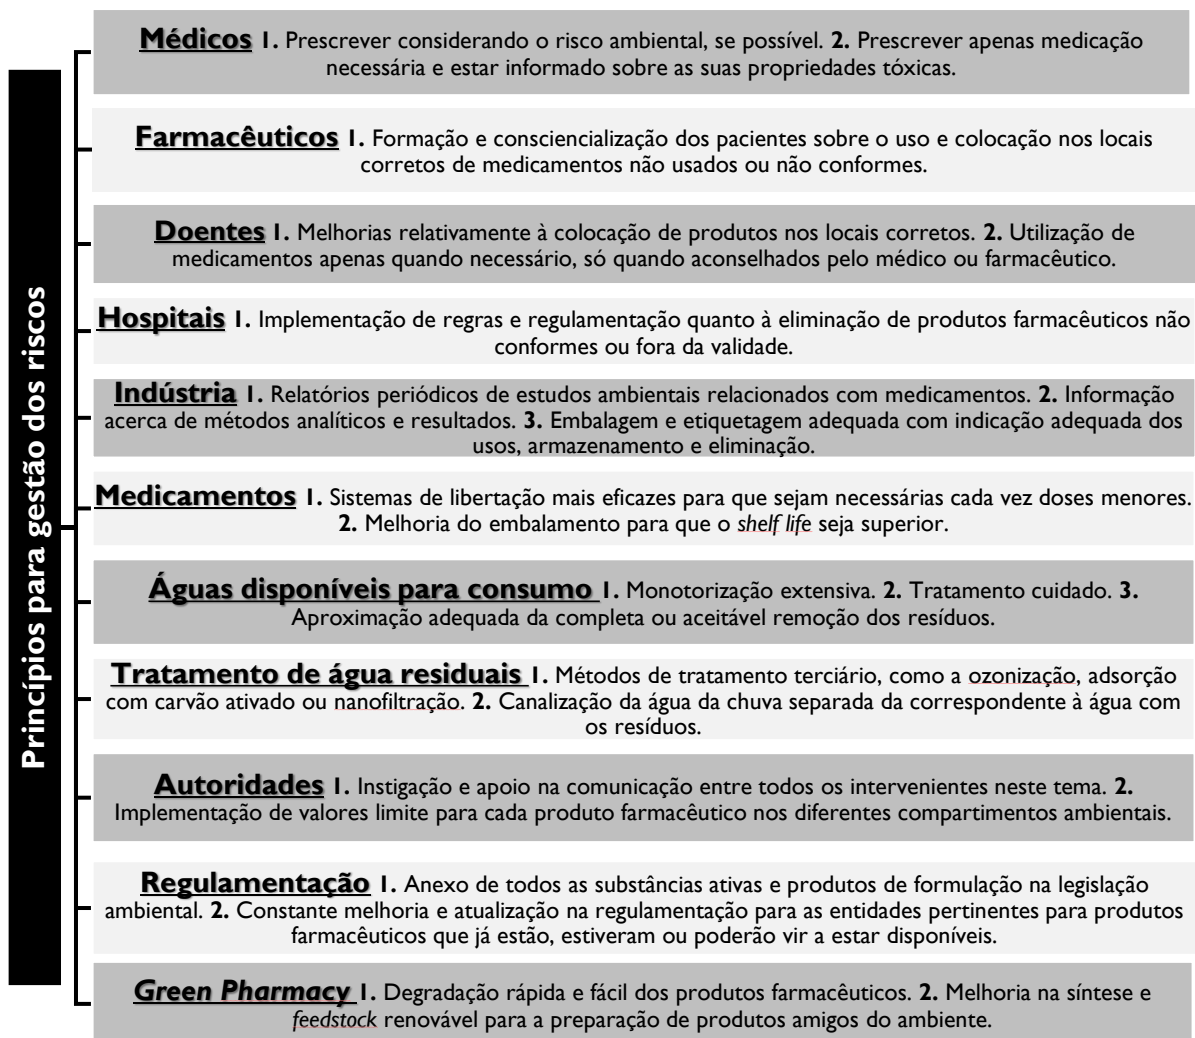 Princípios para gestão dos riscos
Médicos 1. Prescrever considerando o risco ambiental, se possível. 2. Prescrever apenas medicação
necessária e estar informado sobre as suas propriedades tóxicas.
Farmacêuticos 1. Formação e consciencialização dos pacientes sobre o uso e colocação nos locais
corretos de medicamentos não usados ou não conformes.
Doentes 1. Melhorias relativamente à colocação de produtos nos locais corretos. 2. Utilização de
medicamentos apenas quando necessário, só quando aconselhados pelo médico ou farmacêutico.
Hospitais 1. Implementação de regras e regulamentação quanto à eliminação de produtos farmacêuticos não
conformes ou fora da validade.
Indústria 1. Relatórios periódicos de estudos ambientais relacionados com medicamentos. 2. Informação
acerca de métodos analíticos e resultados. 3. Embalagem e etiquetagem adequada com indicação adequada dos
usos, armazenamento e eliminação.
Medicamentos 1. Sistemas de libertação mais eficazes para que sejam necessárias cada vez doses menores.
2. Melhoria do embalamento para que o shelf life seja superior.
Águas disponíveis para consumo 1. Monotorização extensiva. 2. Tratamento cuidado. 3.
Aproximação adequada da completa ou aceitável remoção dos resíduos.
Tratamento de água residuais 1. Métodos de tratamento terciário, como a ozonização, adsorção
com carvão ativado ou nanofiltração. 2. Canalização da água da chuva separada da correspondente à água com
os resíduos.
Autoridades 1. Instigação e apoio na comunicação entre todos os intervenientes neste tema. 2.
Implementação de valores limite para cada produto farmacêutico nos diferentes compartimentos ambientais.
Regulamentação 1. Anexo de todos as substâncias ativas e produtos de formulação na legislação
ambiental. 2. Constante melhoria e atualização na regulamentação para as entidades pertinentes para produtos
farmacêuticos que já estão, estiveram ou poderão vir a estar disponíveis.
Green Pharmacy 1. Degradação rápida e fácil dos produtos farmacêuticos. 2. Melhoria na síntese e
feedstock renovável para a preparação de produtos amigos do ambiente.